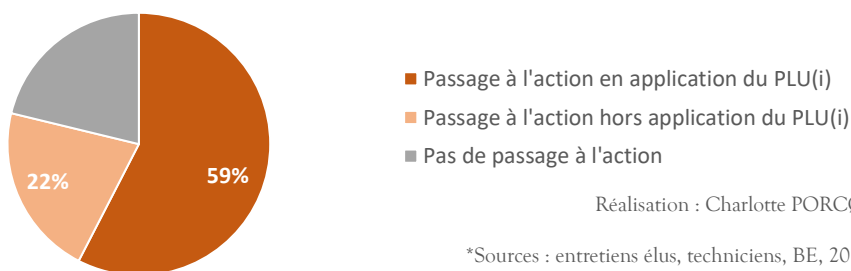 59%
22%
Passage à l'action en application du PLU(i)
Passage à l'action hors application du PLU(i)
Pas de passage à l'action
Réalisation : Charlotte
*Sources : entretiens élus, techniciens, BE,